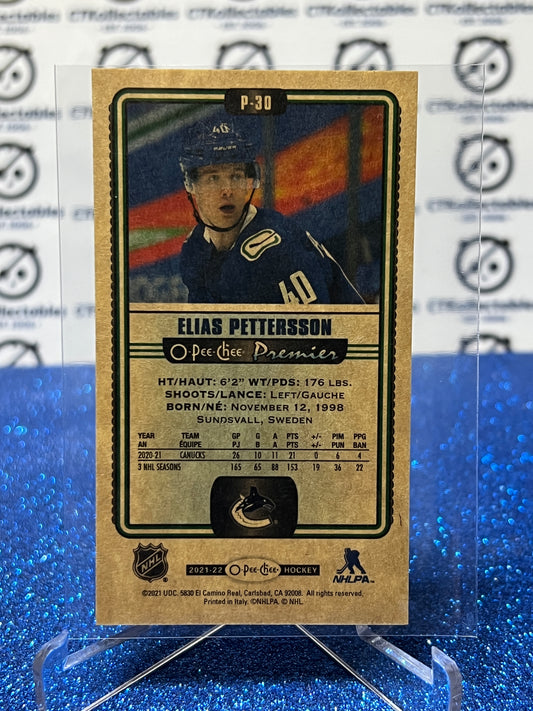 P-30
40
40
ELIAS PETTERSSON
O-Pee-Chee Premier
HT/HAUT: 6'2" WT/PDS: 176 LBS.
SHOOTS/LANCE: LEFT/GAUCHE
BORN/NÉ: NOVEMBER 12, 1998
SUNDSVALL, SWEDEN
YEAR TEAM GP G A PTS +/- PIM PPG
AN ÉQUIPE PJ B A PTS +/- PUN BAN
2020-21 CANUCKS 26 10 11 21 0 6 4
3 NHL SEASONS 165 65 88 153 19 36 22
NHL
2021-22 O-Pee-Chee HOCKEY
NHLPA
©2021 UDC. 5830 El Camino Real, Carlsbad, CA 92008. All rights reserved.
Printed in Italy. ©NHLPA. © NHL.